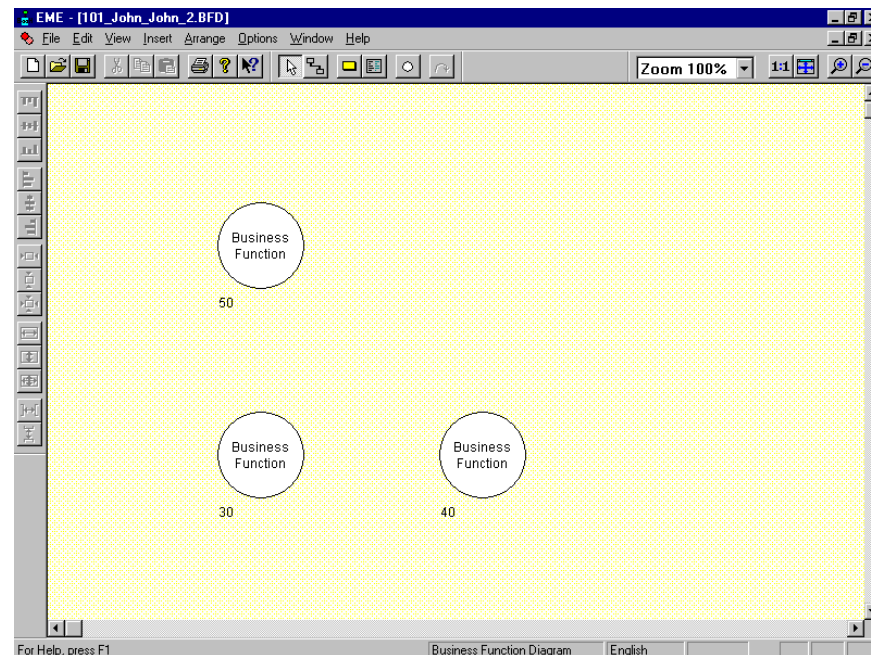 EME - [101_John_John_2.BFD]
File Edit View Insert Arrange Options Window Help
Zoom 100% 1:1
Business
Function
50
Business
Function
30
Business
Function
40
For Help, press F1 Business Function Diagram English